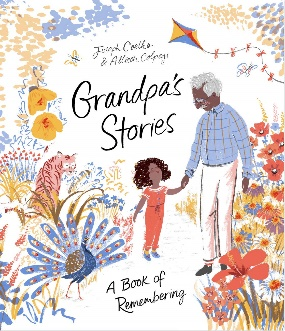 Joseph Coelho
& Allison Colpoys
Grandpa's
Stories
A Book of
Remembering